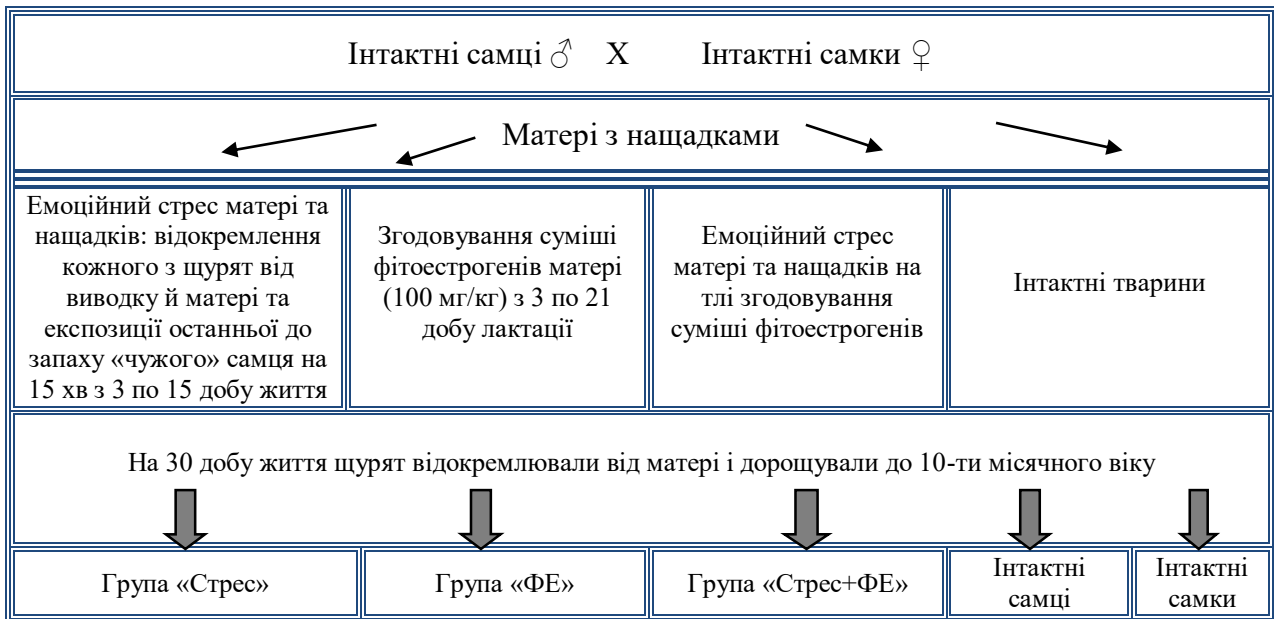 Інтактні самці ♂ X Інтактні самки ♀
Матері з нащадками
Емоційний стрес матері та
нащадків: відокремлення
кожного з щурят від
виводку й матері та
експозиції останньої до
запаху «чужого» самця на
15 хв з 3 по 15 добу життя
Згодовування суміші
фітоестрогенів матері
(100 мг/кг) з 3 по 21
добу лактації
Емоційний стрес
матері та нащадків на
тлі згодовування
суміші фітоестрогенів
Інтактні тварини
На 30 добу життя щурят відокремлювали від матері і дорощували до 10-ти місячного віку
Група «Стрес»
Група «ФЕ»
Група «Стрес+ФЕ»
Інтактні
самці
Інтактні
самки